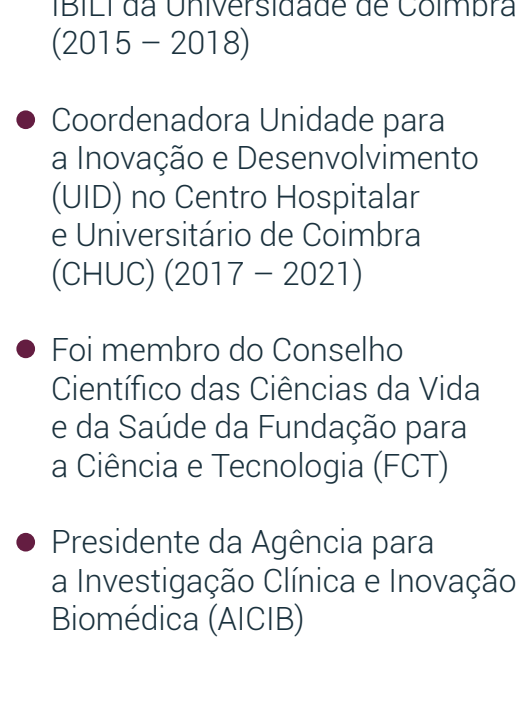 IBILI da Universidade de Coimbra
(2015 – 2018)
Coordenadora Unidade para
a Inovação e Desenvolvimento
(UID) no Centro Hospitalar
e Universitário de Coimbra
(CHUC) (2017 – 2021)
Foi membro do Conselho
Científico das Ciências da Vida
e da Saúde da Fundação para
a Ciência e Tecnologia (FCT)
Presidente da Agência para
a Investigação Clínica e Inovação
Biomédica (AICIB)